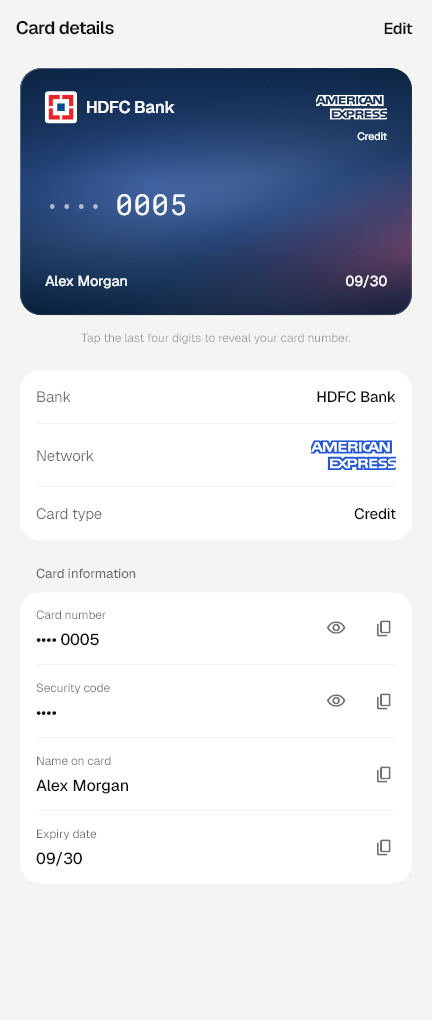 Card details
Edit
HDFC Bank
AMERICAN
EXPRESS
Credit
•••• 0005
Alex Morgan
09/30
Tap the last four digits to reveal your card number.
Bank
HDFC Bank
Network
AMERICAN
EXPRESS
Card type
Credit
Card information
Card number
•••• 0005
Security code
••••
Name on card
Alex Morgan
Expiry date
09/30